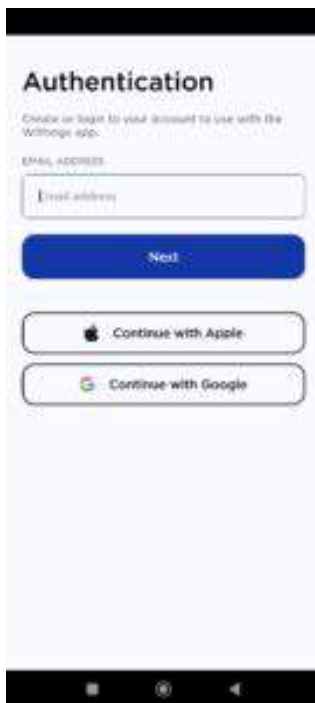 Authentication
Create or login to your account to use with the
Withings app.
EMAIL ADDRESS
Email address
Next
Continue with Apple
Continue with Google